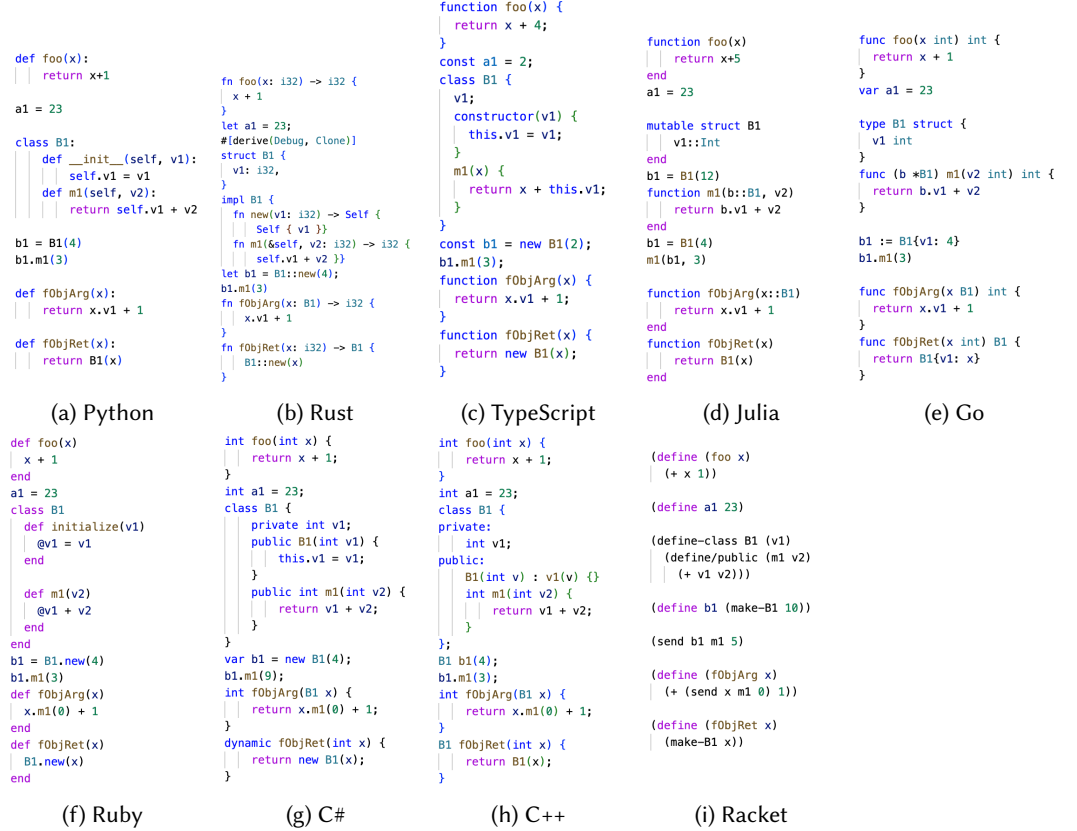 def foo(x):
    return x+1

a1 = 23

class B1:
    def __init__(self, v1):
        self.v1 = v1
    def m1(self, v2):
        return self.v1 + v2

b1 = B1(4)
b1.m1(3)

def fObjArg(x):
    return x.v1 + 1

def fObjRet(x):
    return B1(x)
(a) Python

fn foo(x: i32) -> i32 {
  x + 1
}
let a1 = 23;
#[derive(Debug, Clone)]
struct B1 {
  v1: i32,
}
impl B1 {
  fn new(v1: i32) -> Self {
     Self { v1 }}
  fn m1(&self, v2: i32) -> i32 {
     self.v1 + v2 }}
let b1 = B1::new(4);
b1.m1(3)
fn fObjArg(x: B1) -> i32 {
   x.v1 + 1
}
fn fObjRet(x: i32) -> B1 {
   B1::new(x)
}
(b) Rust

function foo(x) {
  return x + 4;
}
const a1 = 2;
class B1 {
  v1;
  constructor(v1) {
    this.v1 = v1;
  }
  m1(x) {
    return x + this.v1;
  }
}
const b1 = new B1(2);
b1.m1(3);
function fObjArg(x) {
  return x.v1 + 1;
}
function fObjRet(x) {
  return new B1(x);
}
(c) TypeScript

function foo(x)
    return x+5
end
a1 = 23

mutable struct B1
    v1::Int
end
b1 = B1(12)
function m1(b::B1, v2)
    return b.v1 + v2
end
b1 = B1(4)
m1(b1, 3)

function fObjArg(x::B1)
    return x.v1 + 1
end
function fObjRet(x)
    return B1(x)
end
(d) Julia

func foo(x int) int {
  return x + 1
}
var a1 = 23

type B1 struct {
  v1 int
}
func (b *B1) m1(v2 int) int {
  return b.v1 + v2
}

b1 := B1{v1: 4}
b1.m1(3)

func fObjArg(x B1) int {
  return x.v1 + 1
}
func fObjRet(x int) B1 {
  return B1{v1: x}
}
(e) Go

def foo(x)
  x + 1
end
a1 = 23
class B1
  def initialize(v1)
    @v1 = v1
  end

  def m1(v2)
    @v1 + v2
  end
end
b1 = B1.new(4)
b1.m1(3)
def fObjArg(x)
  x.m1(0) + 1
end
def fObjRet(x)
  B1.new(x)
end
(f) Ruby

int foo(int x) {
    return x + 1;
}
int a1 = 23;
class B1 {
    private int v1;
    public B1(int v1) {
        this.v1 = v1;
    }
    public int m1(int v2) {
        return v1 + v2;
    }
}
var b1 = new B1(4);
b1.m1(9);
int fObjArg(B1 x) {
    return x.m1(0) + 1;
}
dynamic fObjRet(int x) {
    return new B1(x);
}
(g) C#

int foo(int x) {
    return x + 1;
}
int a1 = 23;
class B1 {
private:
    int v1;
public:
    B1(int v) : v1(v) {}
    int m1(int v2) {
        return v1 + v2;
    }
};
B1 b1(4);
b1.m1(3);
int fObjArg(B1 x) {
    return x.m1(0) + 1;
}
B1 fObjRet(int x) {
    return B1(x);
}
(h) C++

(define (foo x)
  (+ x 1))

(define a1 23)

(define-class B1 (v1)
  (define/public (m1 v2)
    (+ v1 v2)))

(define b1 (make-B1 10))

(send b1 m1 5)

(define (fObjArg x)
  (+ (send x m1 0) 1))

(define (fObjRet x)
  (make-B1 x))
(i) Racket